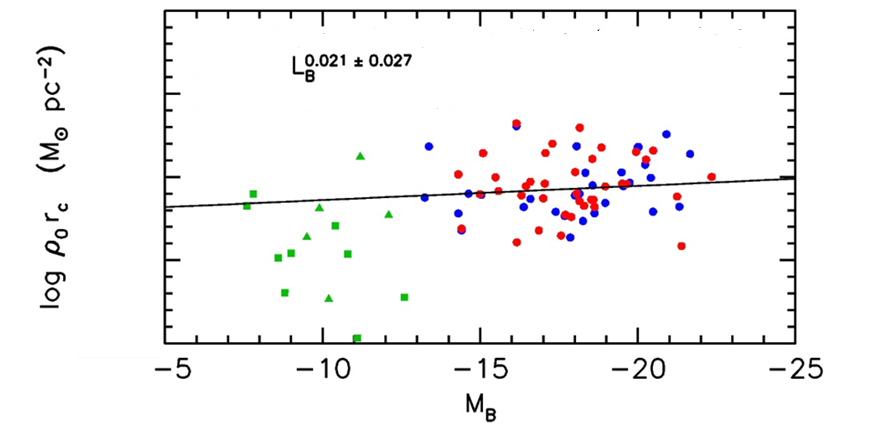 L_B^{0.021 ± 0.027}
log ρ₀ r_c (M_⊙ pc⁻²)
−5 −10 −15 −20 −25
M_B